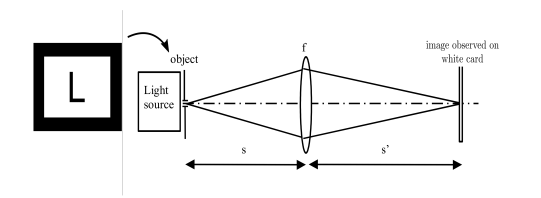 L
object
Light
source
f
image observed on
white card
s
s'